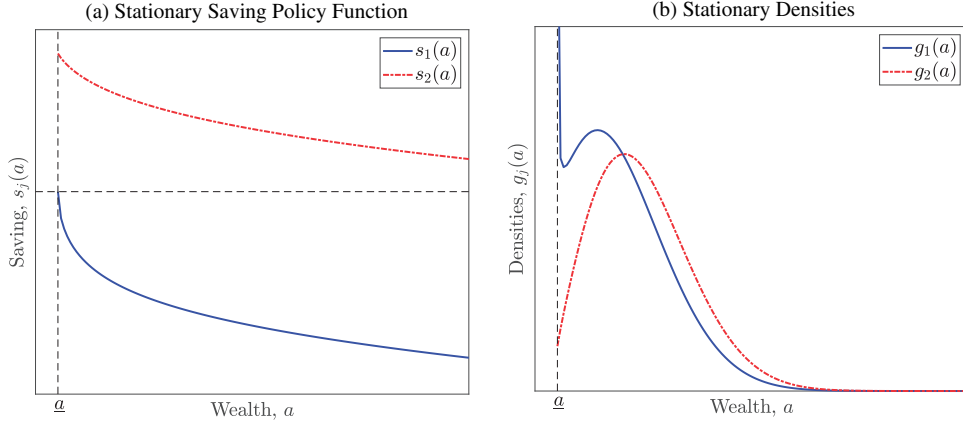 (a) Stationary Saving Policy Function
s₁(a)
s₂(a)
Saving, sⱼ(a)
a
Wealth, a
(b) Stationary Densities
g₁(a)
g₂(a)
Densities, gⱼ(a)
a
Wealth, a